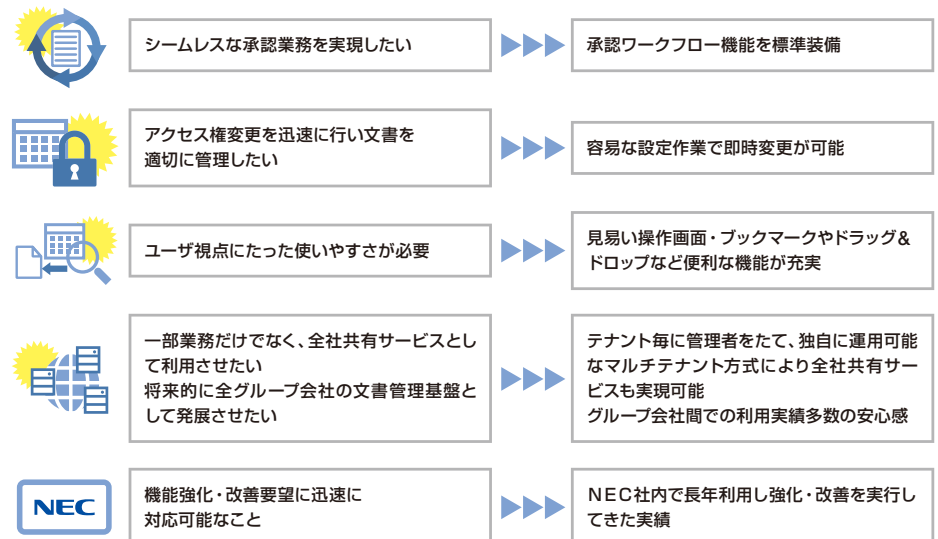 シームレスな承認業務を実現したい
承認ワークフロー機能を標準装備
アクセス権変更を迅速に行い文書を
適切に管理したい
容易な設定作業で即時変更が可能
ユーザ視点にたった使いやすさが必要
見易い操作画面・ブックマークやドラッグ&
ドロップなど便利な機能が充実
一部業務だけでなく、全社共有サービスとし
て利用させたい
将来的に全グループ会社の文書管理基盤と
して発展させたい
テナント毎に管理者をたて、独自に運用可能
なマルチテナント方式により全社共有サー
ビスも実現可能
グループ会社間での利用実績多数の安心感
NEC
機能強化・改善要望に迅速に
対応可能なこと
ＮＥＣ社内で長年利用し強化・改善を実行し
てきた実績